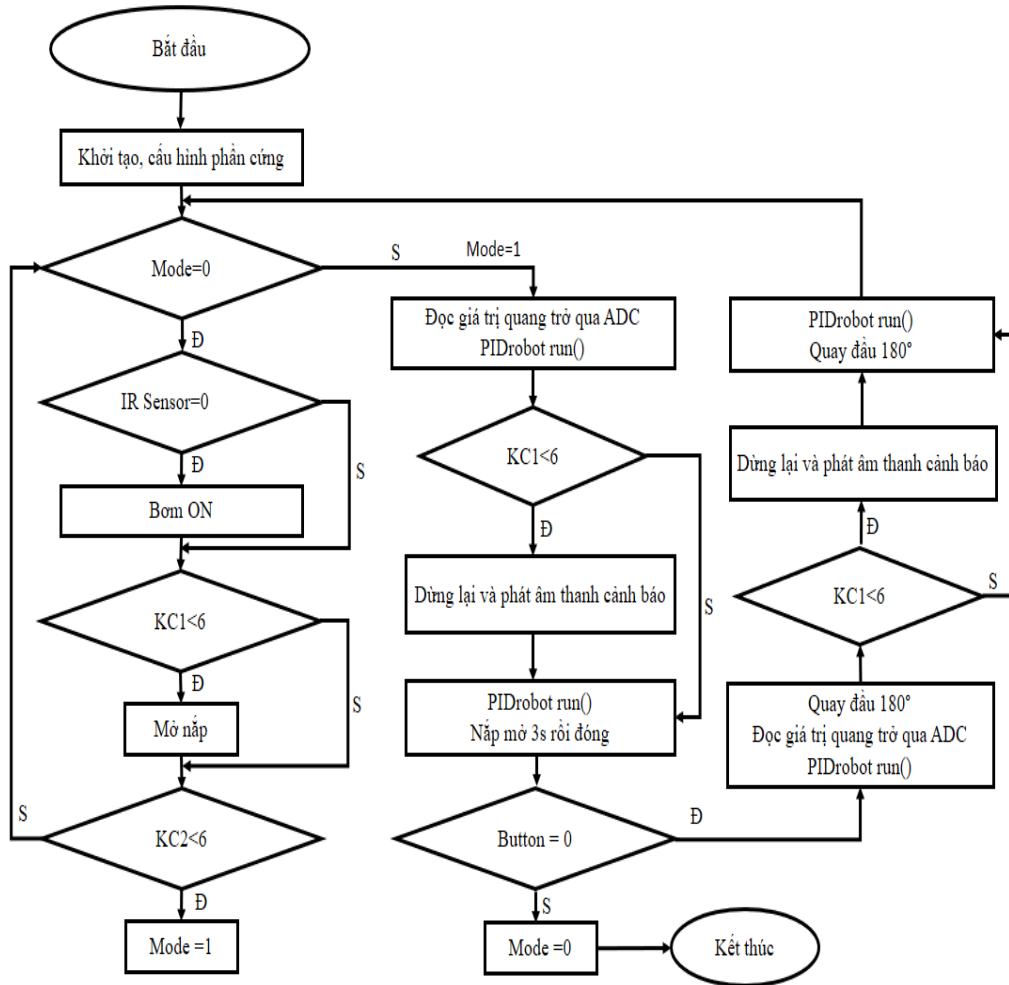 Bắt đầu
Khởi tạo, cấu hình phần cứng
Mode=0
S
Mode=1
Đ
IR Sensor=0
S
Đ
Bơm ON
KC1<6
S
Đ
Mở nắp
KC2<6
S
Đ
Mode =1
Đọc giá trị quang trở qua ADC
PIDrobot run()
KC1<6
S
Đ
Dừng lại và phát âm thanh cảnh báo
PIDrobot run()
Nắp mở 3s rồi đóng
Button = 0
Đ
S
Mode =0
Kết thúc
PIDrobot run()
Quay đầu 180°
Dừng lại và phát âm thanh cảnh báo
Đ
KC1<6
S
Quay đầu 180°
Đọc giá trị quang trở qua ADC
PIDrobot run()